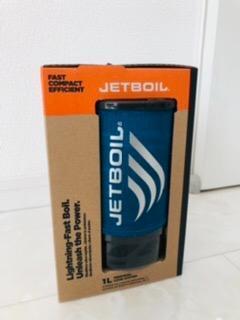 FAST
COMPACT
EFFICIENT
JETBOIL
JETBOIL
Lightning-Fast Boil.
Unleash the Power.
1L